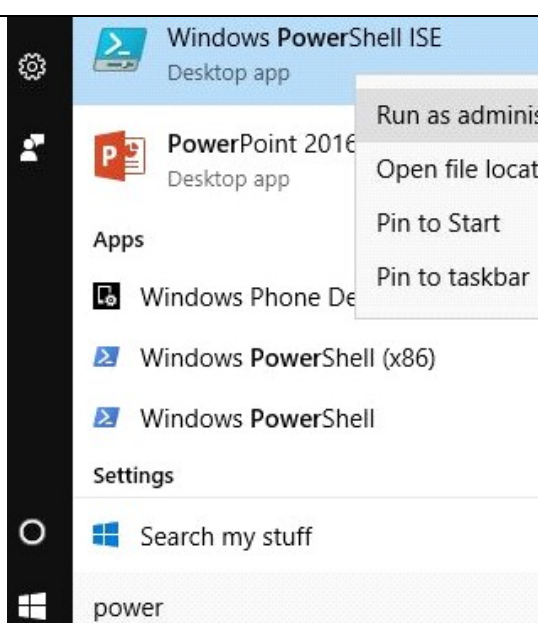 Windows PowerShell ISE
Desktop app
Run as adminis
PowerPoint 2016
Open file locat
Desktop app
Pin to Start
Apps
Pin to taskbar
Windows Phone De
Windows PowerShell (x86)
Windows PowerShell
Settings
Search my stuff
power